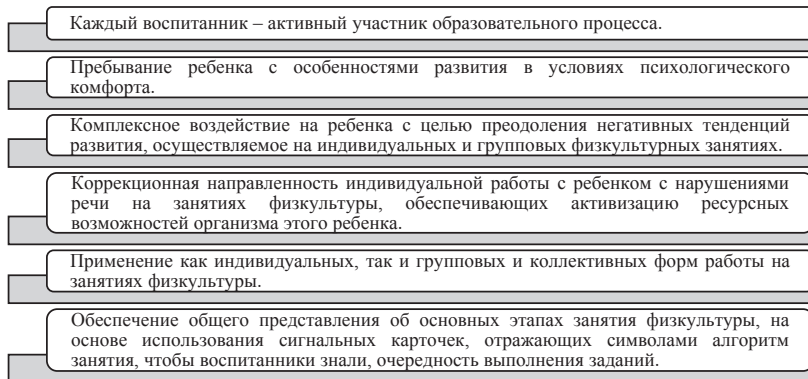 Каждый воспитанник – активный участник образовательного процесса.
Пребывание ребенка с особенностями развития в условиях психологического
комфорта.
Комплексное воздействие на ребенка с целью преодоления негативных тенденций
развития, осуществляемое на индивидуальных и групповых физкультурных занятиях.
Коррекционная направленность индивидуальной работы с ребенком с нарушениями
речи на занятиях физкультуры, обеспечивающих активизацию ресурсных
возможностей организма этого ребенка.
Применение как индивидуальных, так и групповых и коллективных форм работы на
занятиях физкультуры.
Обеспечение общего представления об основных этапах занятия физкультуры, на
основе использования сигнальных карточек, отражающих символами алгоритм
занятия, чтобы воспитанники знали, очередность выполнения заданий.